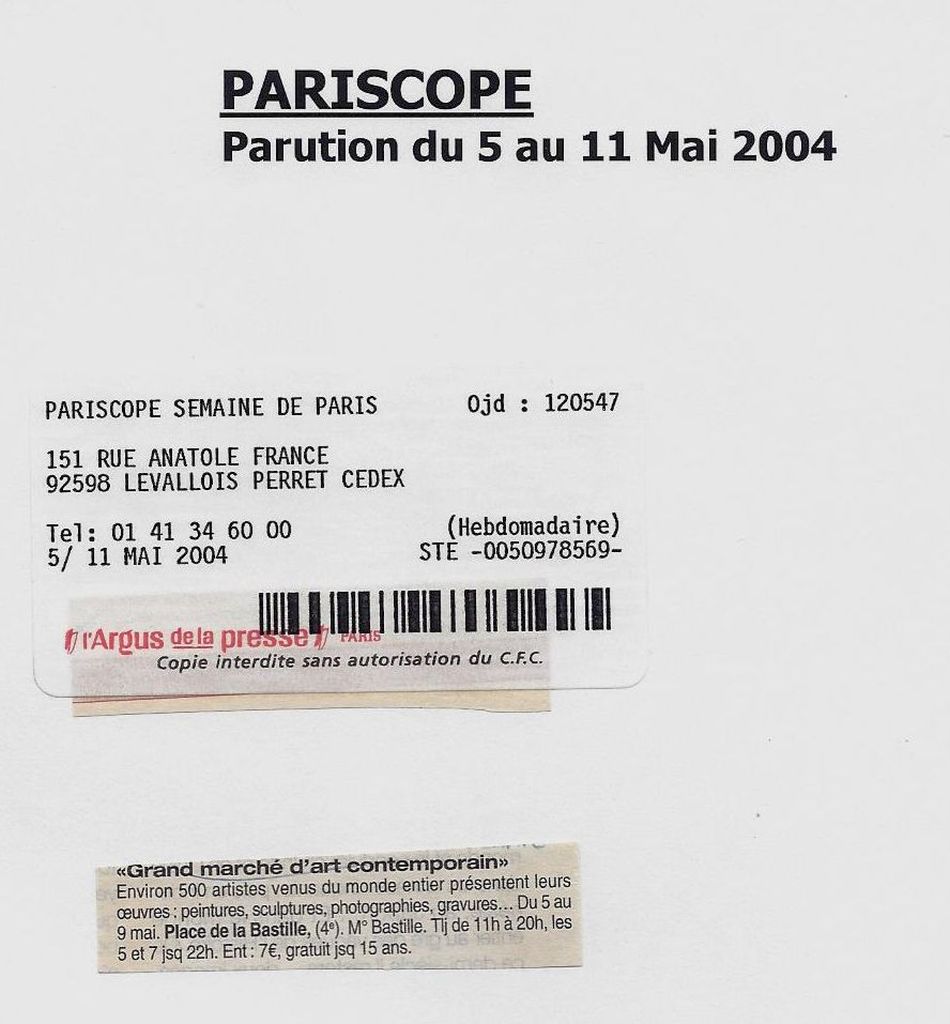 PARISCOPE
Parution du 5 au 11 Mai 2004
PARISCOPE SEMAINE DE PARIS Ojd : 120547
151 RUE ANATOLE FRANCE
92598 LEVALLOIS PERRET CEDEX
Tel: 01 41 34 60 00 (Hebdomadaire)
5/ 11 MAI 2004 STE -0050978569-
l'Argus de la presse PARIS
Copie interdite sans autorisation du C.F.C.
«Grand marché d'art contemporain»
Environ 500 artistes venus du monde entier présentent leurs
œuvres : peintures, sculptures, photographies, gravures... Du 5 au
9 mai. Place de la Bastille, (4e). M° Bastille. Tlj de 11h à 20h, les
5 et 7 jsq 22h. Ent : 7€, gratuit jsq 15 ans.